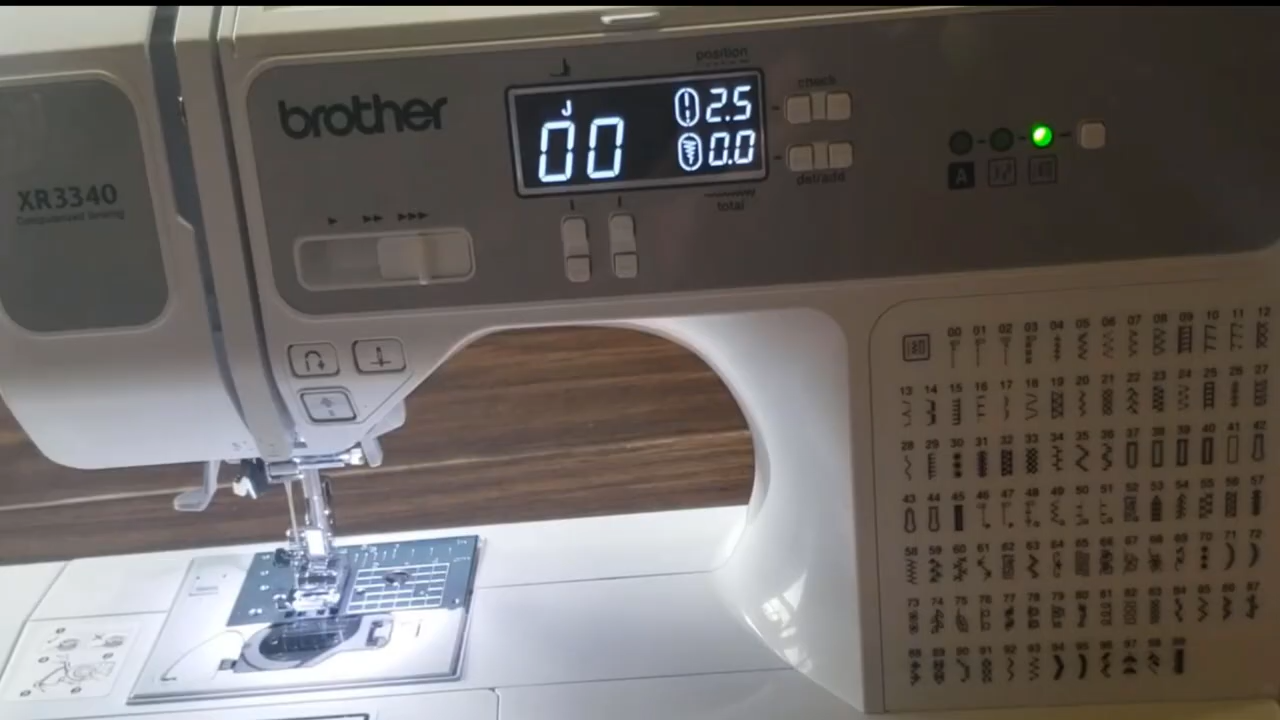 position
check
brother
J
00
2.5
0.0
A
XR3340
Computerized Sewing
total
00 01 02 03 04 05 06 07 08 09 10 11 12
13 14 15 16 17 18 19 20 21 22 23 24 25 26 27
28 29 30 31 32 33 34 35 36 37 38 39 40 41 42
43 44 45 46 47 48 49 50 51 52 53 54 55 56 57
58 59 60 61 62 63 64 65 66 67 68 69 70 71 72
73 74 75 76 77 78 79 80 81 82 83 84 85 86 87
88 89 90 91 92 93 94 95 96 97 98 99